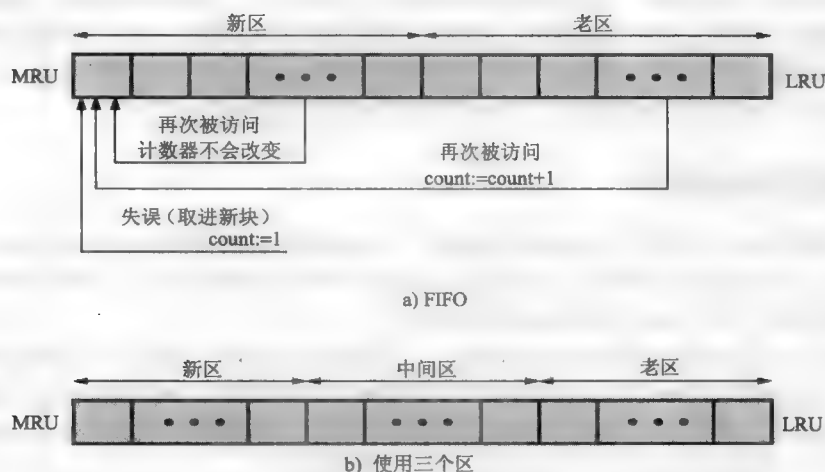 新区 老区
MRU LRU
再次被访问
计数器不会改变
再次被访问
count:=count+1
失误（取进新块）
count:=1
a) FIFO
新区 中间区 老区
MRU LRU
b) 使用三个区